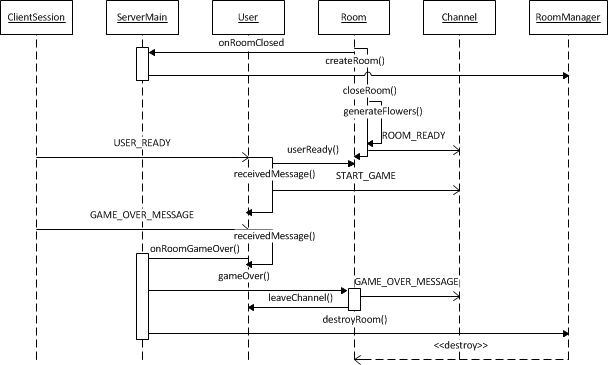 ClientSession ServerMain User Room Channel RoomManager
onRoomClosed
createRoom()
closeRoom()
generateFlowers()
ROOM_READY
USER_READY
userReady()
receivedMessage()
START_GAME
GAME_OVER_MESSAGE
receivedMessage()
onRoomGameOver()
gameOver()
GAME_OVER_MESSAGE
leaveChannel()
destroyRoom()
<<destroy>>